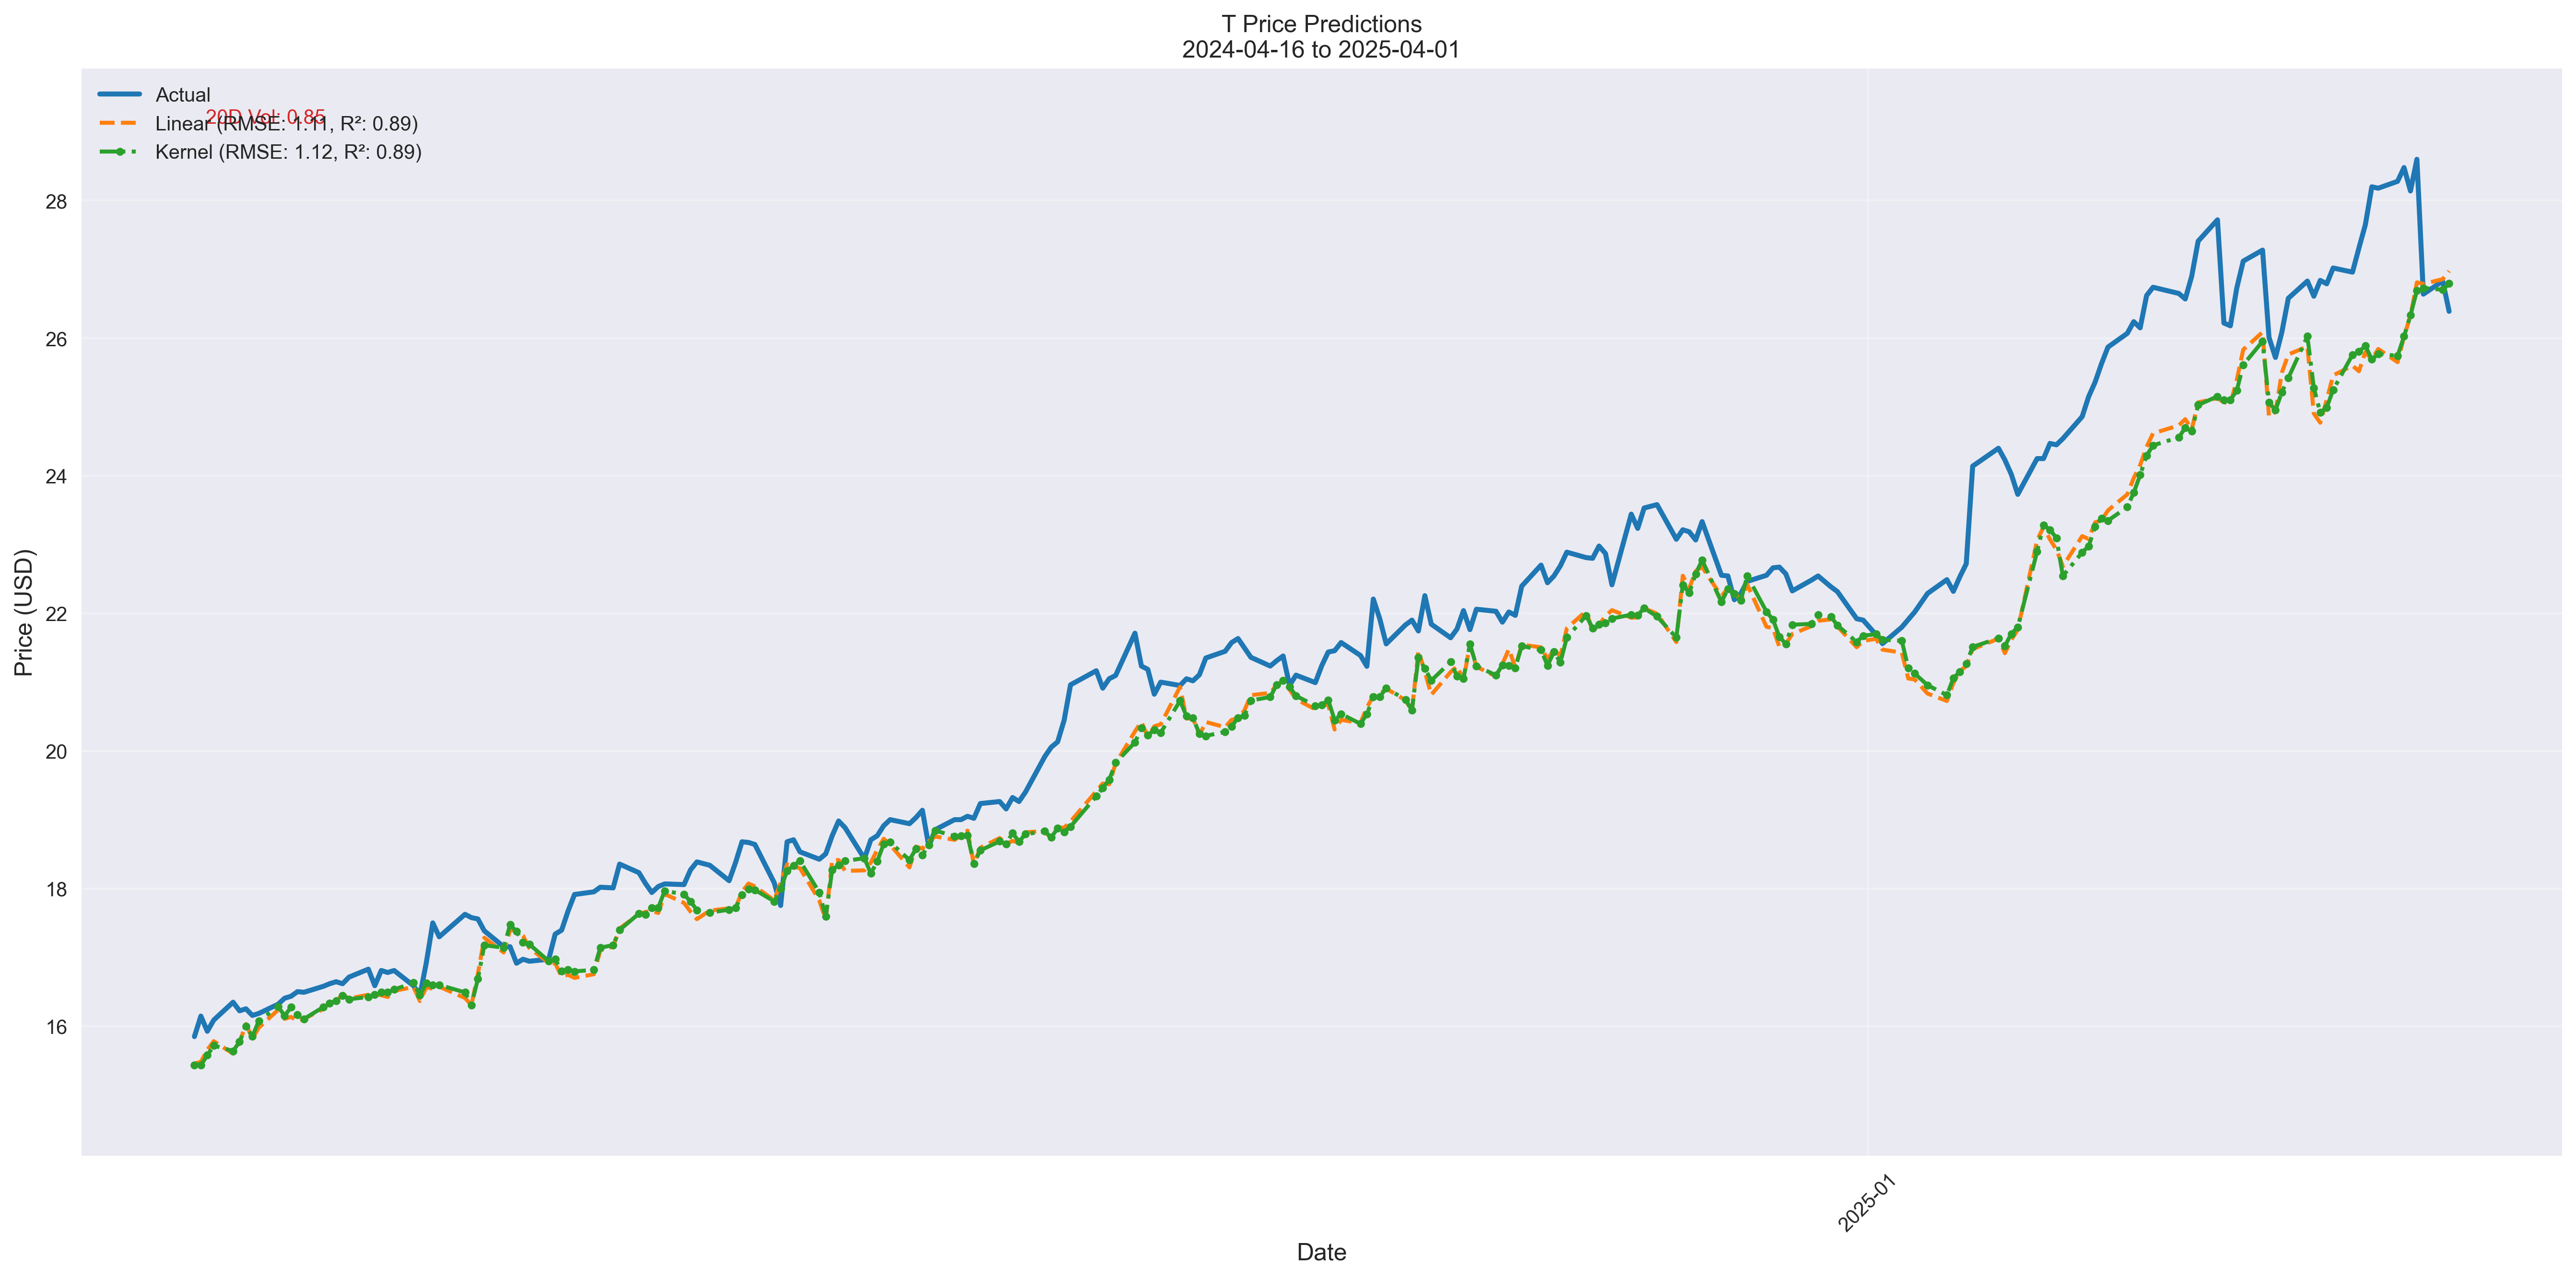 T Price Predictions
2024-04-16 to 2025-04-01
Actual
20D Vol: 0.85
Linear (RMSE: 1.11, R²: 0.89)
Kernel (RMSE: 1.12, R²: 0.89)
28
26
24
22
20
18
16
Price (USD)
2025-01
Date